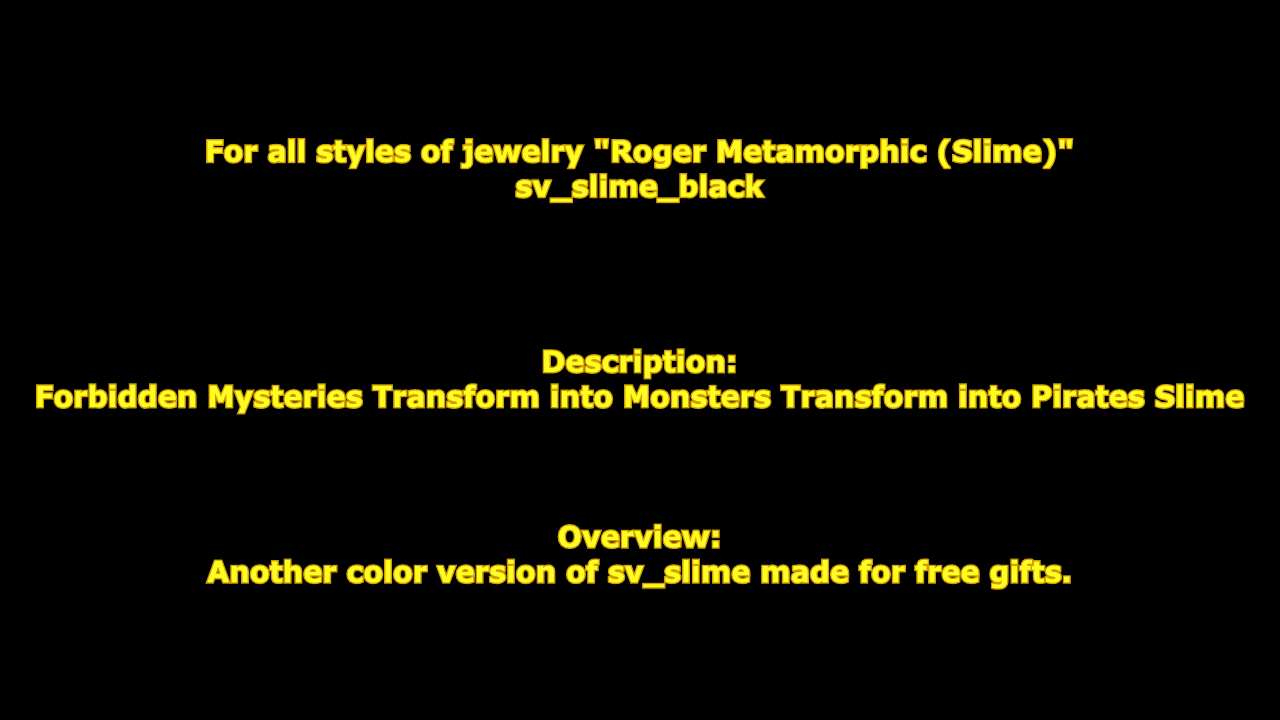 For all styles of jewelry "Roger Metamorphic (Slime)"
sv_slime_black
Description:
Forbidden Mysteries Transform into Monsters Transform into Pirates Slime
Overview:
Another color version of sv_slime made for free gifts.